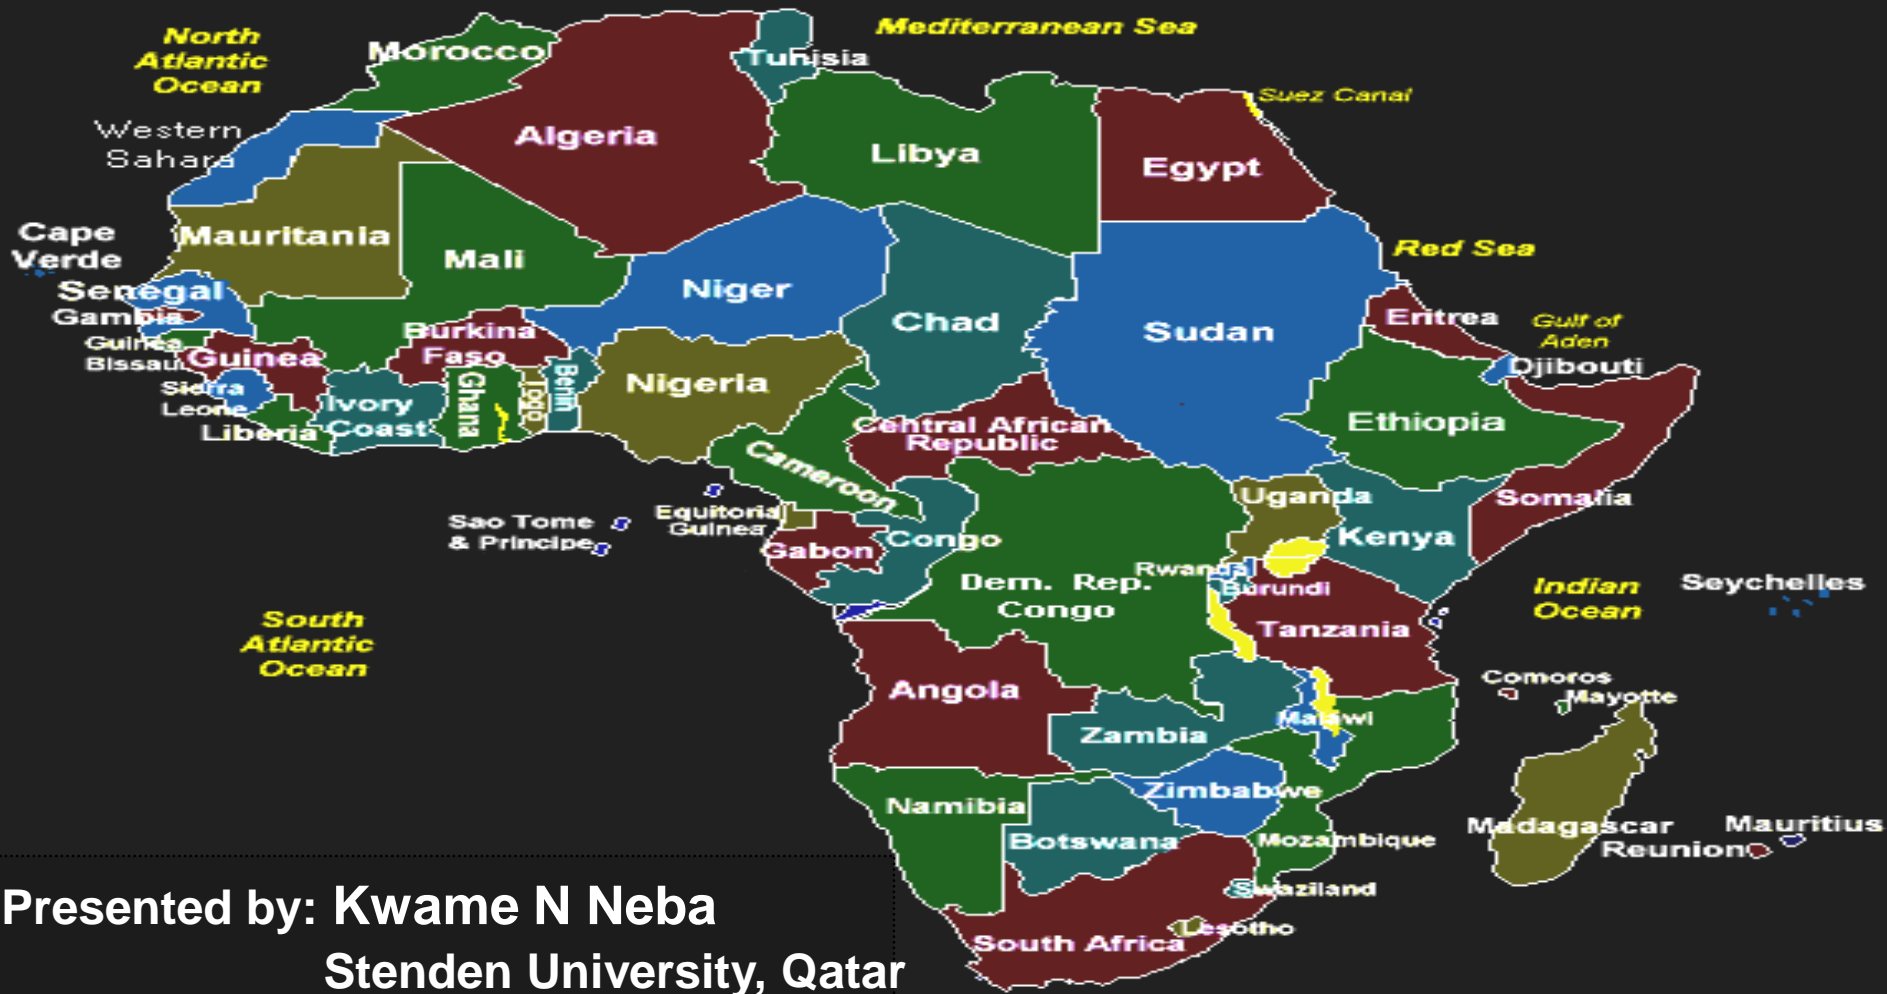 North
Atlantic
Ocean
Mediterranean Sea
Morocco
Tunisia
Suez Canal
Western
Sahara
Algeria
Libya
Egypt
Cape
Verde
Mauritania
Mali
Niger
Chad
Sudan
Red Sea
Senegal
Gambia
Guinea
Bissau
Guinea
Burkina
Faso
Eritrea
Gulf of
Aden
Djibouti
Sierra
Leone
Liberia
Ivory
Coast
Ghana
Togo
Benin
Nigeria
Central African
Republic
Ethiopia
Cameroon
Somalia
Uganda
Kenya
Sao Tome
& Principe
Equitorial
Guinea
Gabon
Congo
Dem. Rep.
Congo
Rwanda
Burundi
Tanzania
Indian
Ocean
Seychelles
South
Atlantic
Ocean
Angola
Zambia
Malawi
Comoros
Mayotte
Namibia
Zimbabwe
Botswana
Mozambique
Madagascar
Mauritius
Reunion
Swaziland
Lesotho
South Africa
Presented by: Kwame N Neba
Stenden University, Qatar